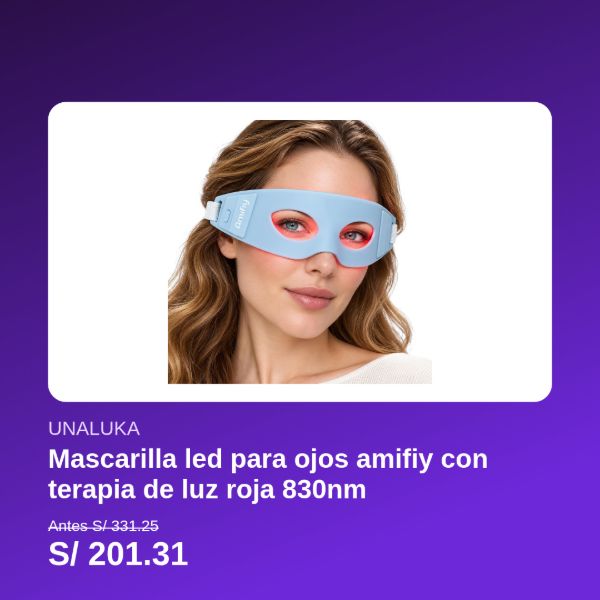 amifiy
UNALUKA
Mascarilla led para ojos amifiy con
terapia de luz roja 830nm
Antes S/ 331.25
S/ 201.31